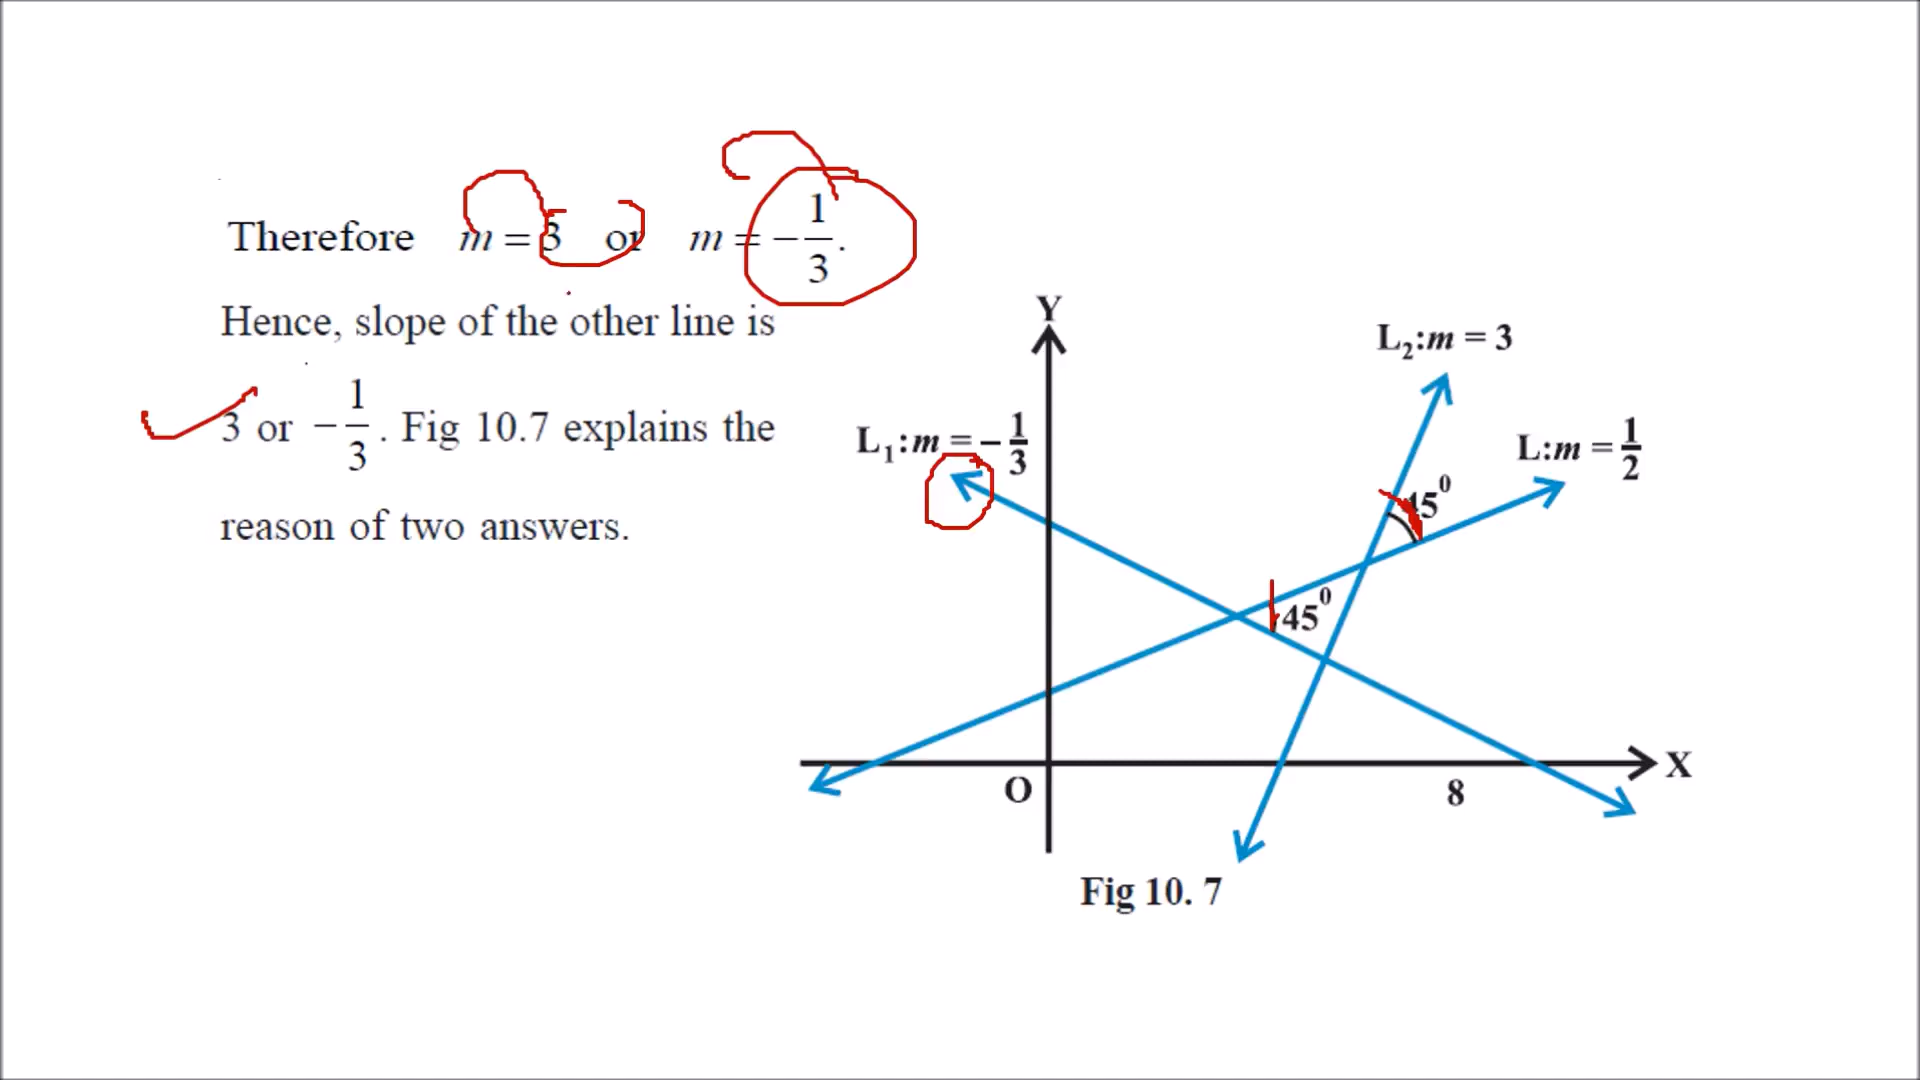 Therefore m = 3 or m = −1/3.
Hence, slope of the other line is
3 or −1/3. Fig 10.7 explains the
reason of two answers.
Y
L₂:m = 3
L₁:m = −1/3
L:m = 1/2
45⁰
45⁰
X
O
8
Fig 10. 7